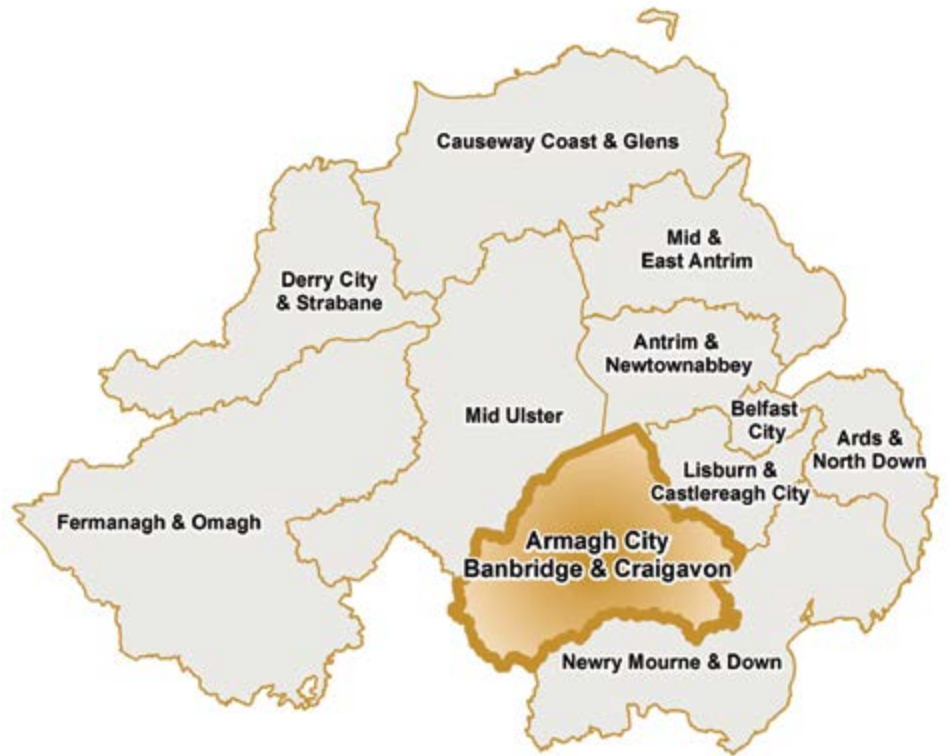 Causeway Coast & Glens
Mid &
East Antrim
Derry City
& Strabane
Antrim &
Newtownabbey
Mid Ulster
Belfast
City
Ards &
North Down
Lisburn &
Castlereagh City
Fermanagh & Omagh
Armagh City
Banbridge & Craigavon
Newry Mourne & Down